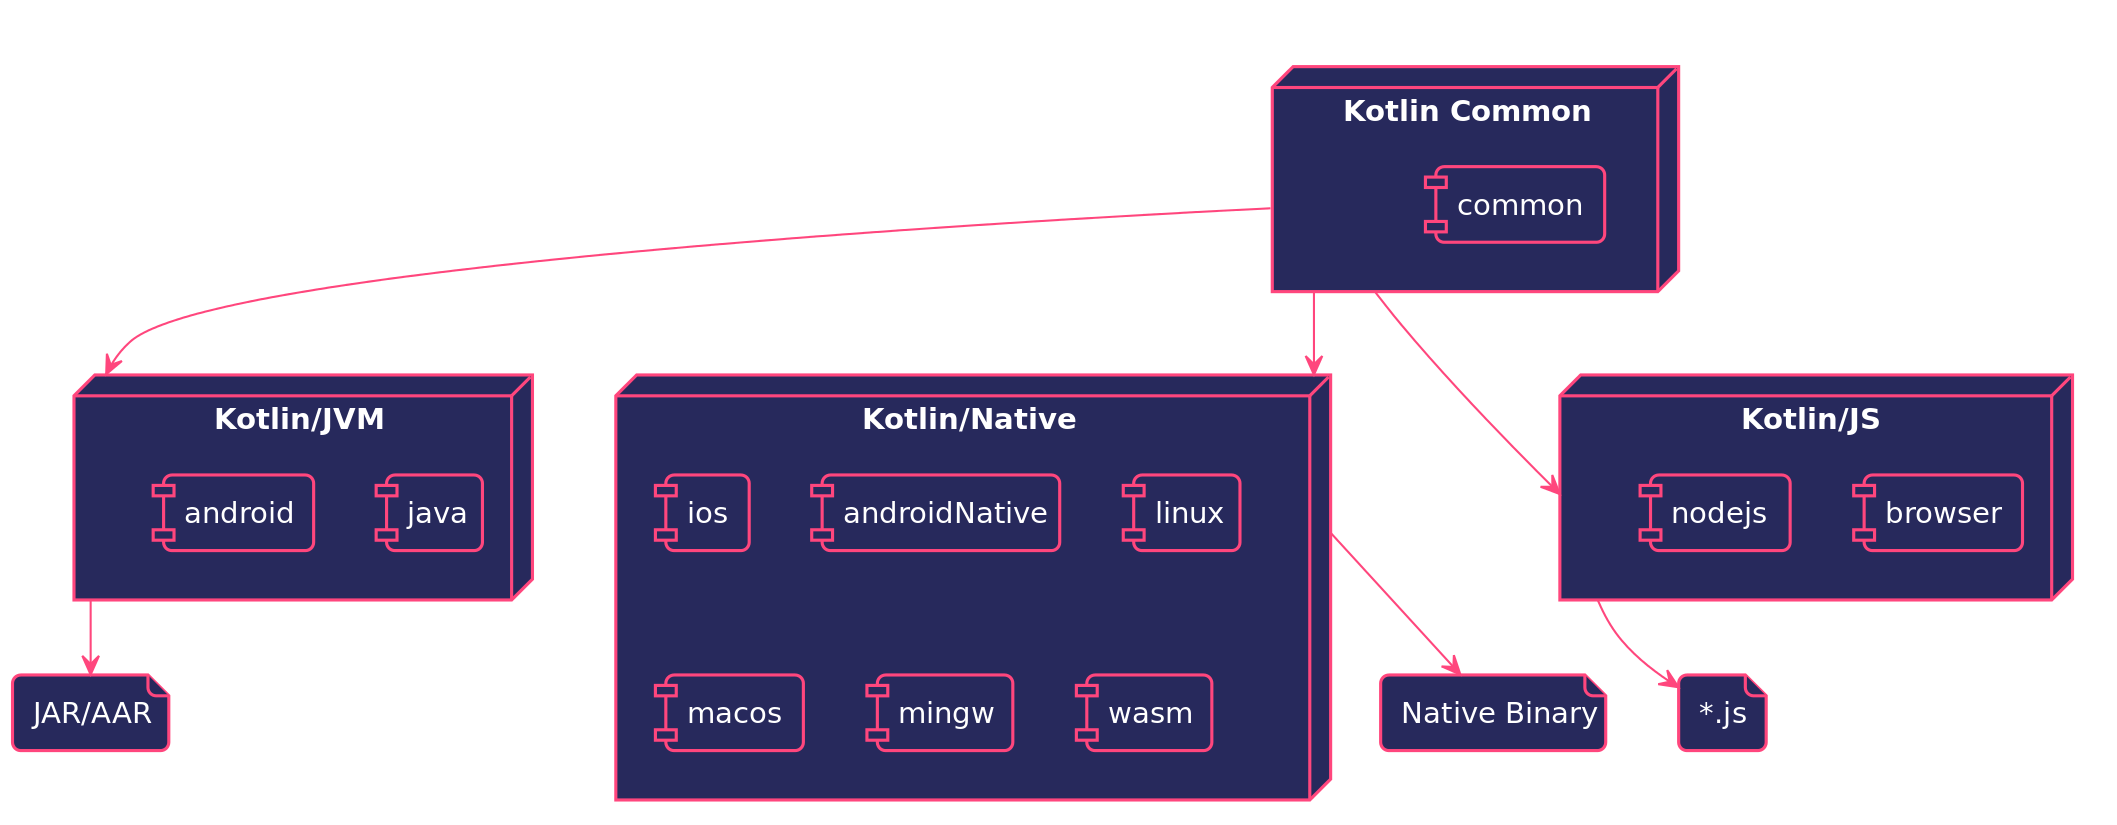 Kotlin Common
common
Kotlin/JVM
android
java
Kotlin/Native
ios
androidNative
linux
macos
mingw
wasm
Kotlin/JS
nodejs
browser
JAR/AAR
Native Binary
*.js